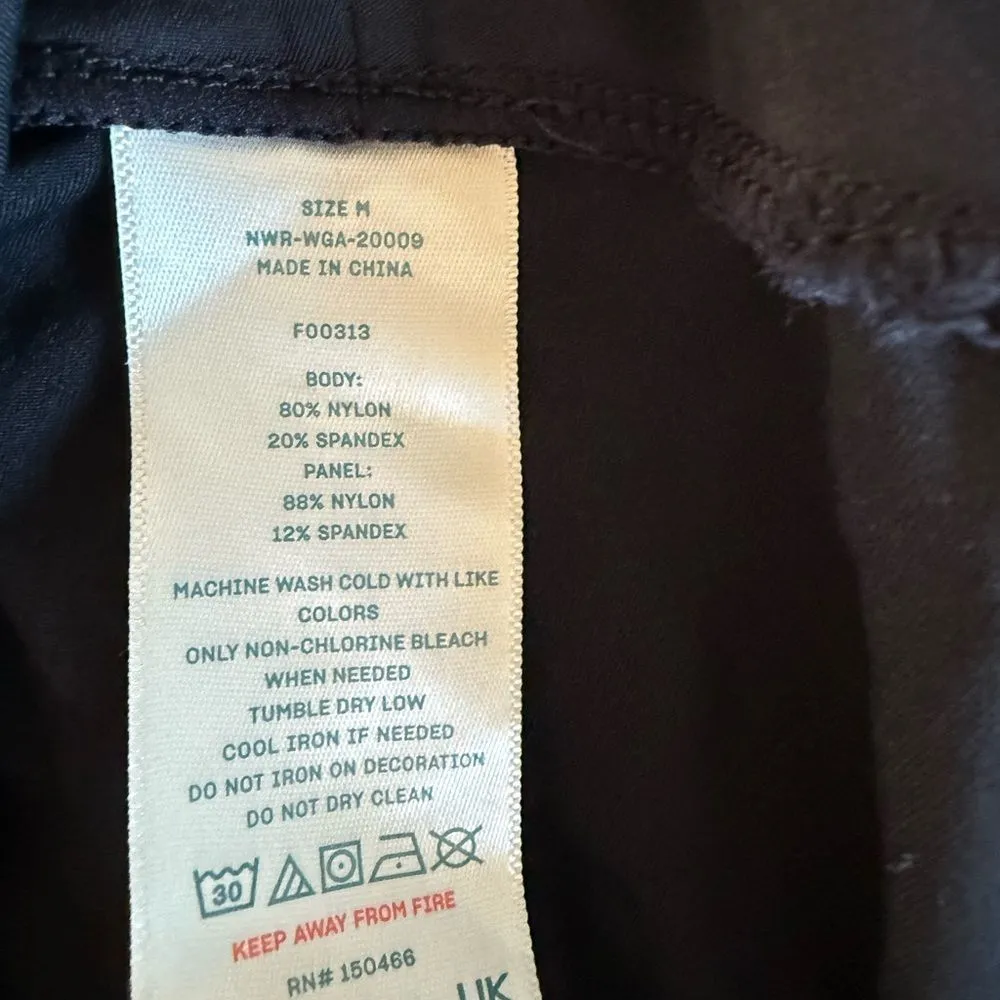 SIZE M
NWR-WGA-20009
MADE IN CHINA
F00313
BODY:
80% NYLON
20% SPANDEX
PANEL:
88% NYLON
12% SPANDEX
MACHINE WASH COLD WITH LIKE
COLORS
ONLY NON-CHLORINE BLEACH
WHEN NEEDED
TUMBLE DRY LOW
COOL IRON IF NEEDED
DO NOT IRON ON DECORATION
DO NOT DRY CLEAN
30
KEEP AWAY FROM FIRE
RN# 150466
UK